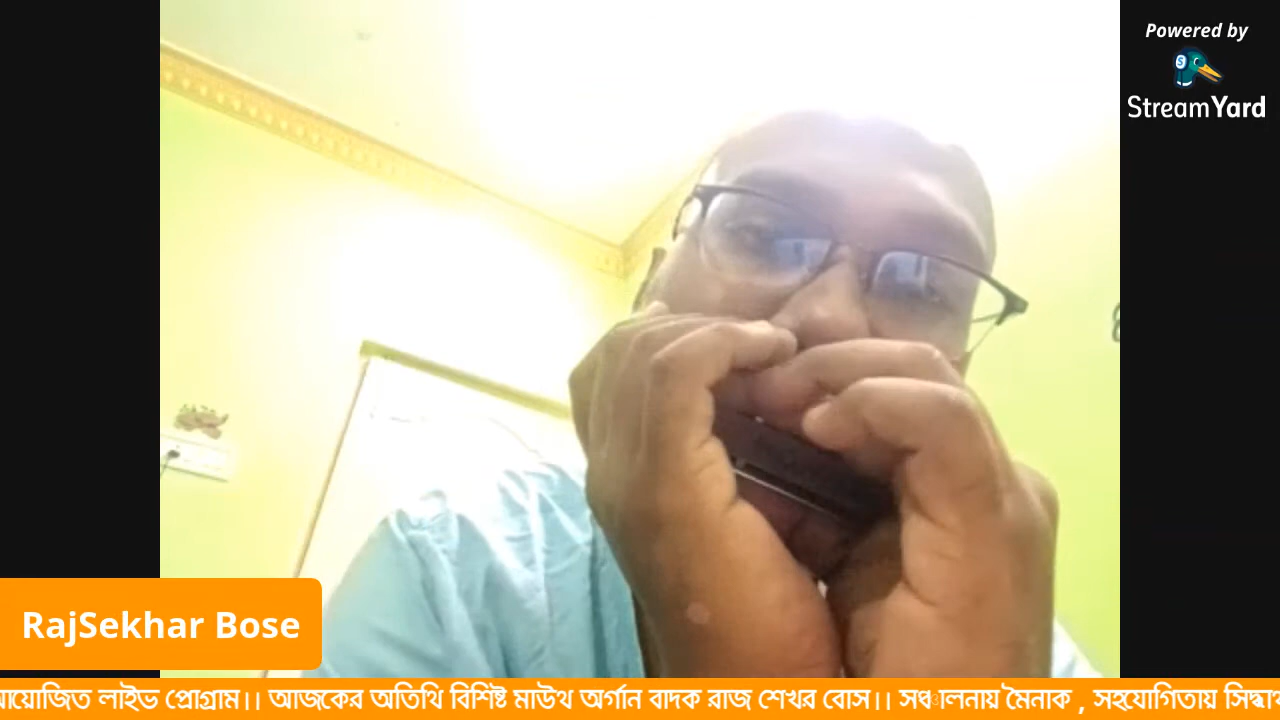 Powered by
StreamYard
RajSekhar Bose
আয়োজিত লাইভ প্রোগ্রাম।। আজকের অতিথি বিশিষ্ট মাউথ অর্গান বাদক রাজ শেখর বোস।। সঞ্চালনায় মৈনাক , সহযোগিতায়